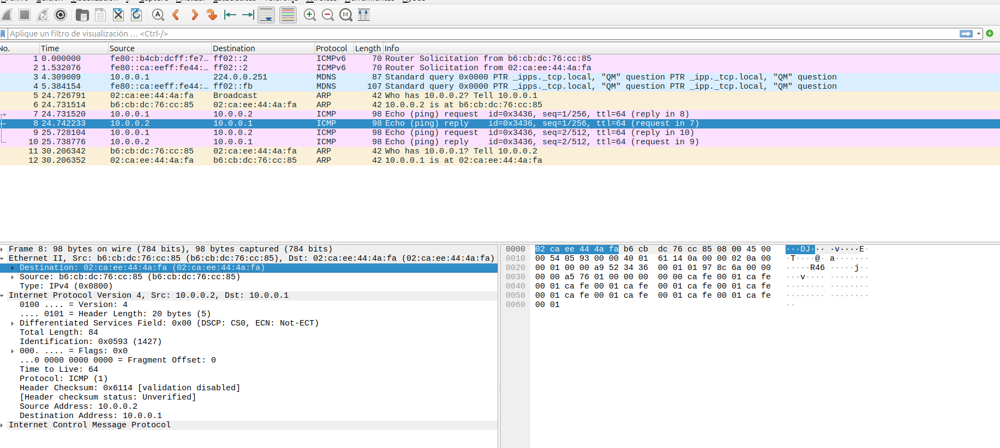 Aplique un filtro de visualización … <Ctrl-/>
No. Time Source Destination Protocol Length Info
1 0.000000 fe80::b4cb:dcff:fe7… ff02::2 ICMPv6 70 Router Solicitation from b6:cb:dc:76:cc:85
2 1.532076 fe80::ca:eeff:fe44:… ff02::2 ICMPv6 70 Router Solicitation from 02:ca:ee:44:4a:fa
3 4.309009 10.0.0.1 224.0.0.251 MDNS 87 Standard query 0x0000 PTR _ipps._tcp.local, "QM" question PTR _ipp._tcp.local, "QM" question
4 5.384154 fe80::ca:eeff:fe44:… ff02::fb MDNS 107 Standard query 0x0000 PTR _ipps._tcp.local, "QM" question PTR _ipp._tcp.local, "QM" question
5 24.726791 02:ca:ee:44:4a:fa Broadcast ARP 42 Who has 10.0.0.2? Tell 10.0.0.1
6 24.731514 b6:cb:dc:76:cc:85 02:ca:ee:44:4a:fa ARP 42 10.0.0.2 is at b6:cb:dc:76:cc:85
7 24.731520 10.0.0.1 10.0.0.2 ICMP 98 Echo (ping) request id=0x3436, seq=1/256, ttl=64 (reply in 8)
8 24.742233 10.0.0.2 10.0.0.1 ICMP 98 Echo (ping) reply id=0x3436, seq=1/256, ttl=64 (request in 7)
9 25.728104 10.0.0.1 10.0.0.2 ICMP 98 Echo (ping) request id=0x3436, seq=2/512, ttl=64 (reply in 10)
10 25.738776 10.0.0.2 10.0.0.1 ICMP 98 Echo (ping) reply id=0x3436, seq=2/512, ttl=64 (request in 9)
11 30.206342 b6:cb:dc:76:cc:85 02:ca:ee:44:4a:fa ARP 42 Who has 10.0.0.1? Tell 10.0.0.2
12 30.206352 02:ca:ee:44:4a:fa b6:cb:dc:76:cc:85 ARP 42 10.0.0.1 is at 02:ca:ee:44:4a:fa
Frame 8: 98 bytes on wire (784 bits), 98 bytes captured (784 bits)
Ethernet II, Src: b6:cb:dc:76:cc:85 (b6:cb:dc:76:cc:85), Dst: 02:ca:ee:44:4a:fa (02:ca:ee:44:4a:fa)
Destination: 02:ca:ee:44:4a:fa (02:ca:ee:44:4a:fa)
Source: b6:cb:dc:76:cc:85 (b6:cb:dc:76:cc:85)
Type: IPv4 (0x0800)
Internet Protocol Version 4, Src: 10.0.0.2, Dst: 10.0.0.1
0100 .... = Version: 4
.... 0101 = Header Length: 20 bytes (5)
Differentiated Services Field: 0x00 (DSCP: CS0, ECN: Not-ECT)
Total Length: 84
Identification: 0x0593 (1427)
000. .... = Flags: 0x0
...0 0000 0000 0000 = Fragment Offset: 0
Time to Live: 64
Protocol: ICMP (1)
Header Checksum: 0x6114 [validation disabled]
[Header checksum status: Unverified]
Source Address: 10.0.0.2
Destination Address: 10.0.0.1
Internet Control Message Protocol
0000 02 ca ee 44 4a fa b6 cb dc 76 cc 85 08 00 45 00 ···DJ··· ·v····E·
0010 00 54 05 93 00 00 40 01 61 14 0a 00 00 02 0a 00 ·T····@· a·······
0020 00 01 00 00 a9 52 34 36 00 01 01 97 8c 6a 00 00 ·····R46 ·····j··
0030 00 00 a5 76 01 00 00 00 00 00 ca fe 00 01 ca fe ···v···· ········
0040 00 01 ca fe 00 01 ca fe 00 01 ca fe 00 01 ca fe ········ ········
0050 00 01 ca fe 00 01 ca fe 00 01 ca fe 00 01 ca fe ········ ········
0060 00 01 ··